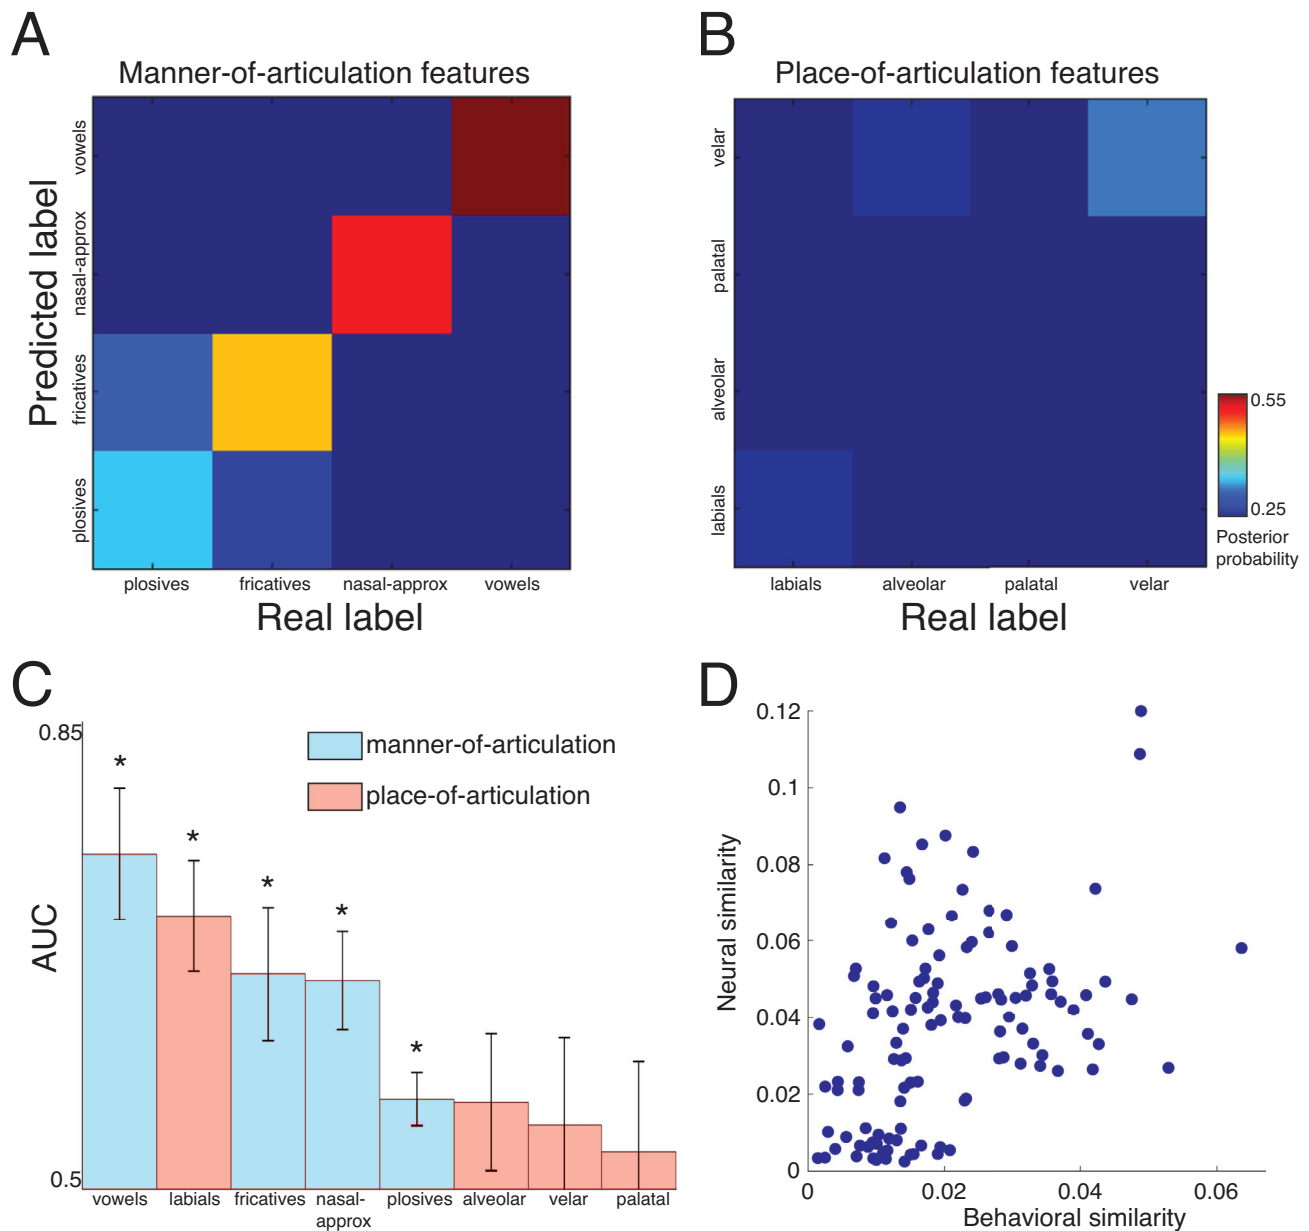 A
B
Manner-of-articulation features
Place-of-articulation features
Predicted label
vowels
nasal-approx
fricatives
plosives
plosives fricatives nasal-approx vowels
Real label
velar
palatal
alveolar
labials
labials alveolar palatal velar
Real label
0.55
0.25
Posterior
probability
C
0.85
AUC
0.5
manner-of-articulation
place-of-articulation
* * * * *
vowels labials fricatives nasal- plosives alveolar velar palatal
approx
D
Neural similarity
0.12
0.1
0.08
0.06
0.04
0.02
0
0 0.02 0.04 0.06
Behavioral similarity